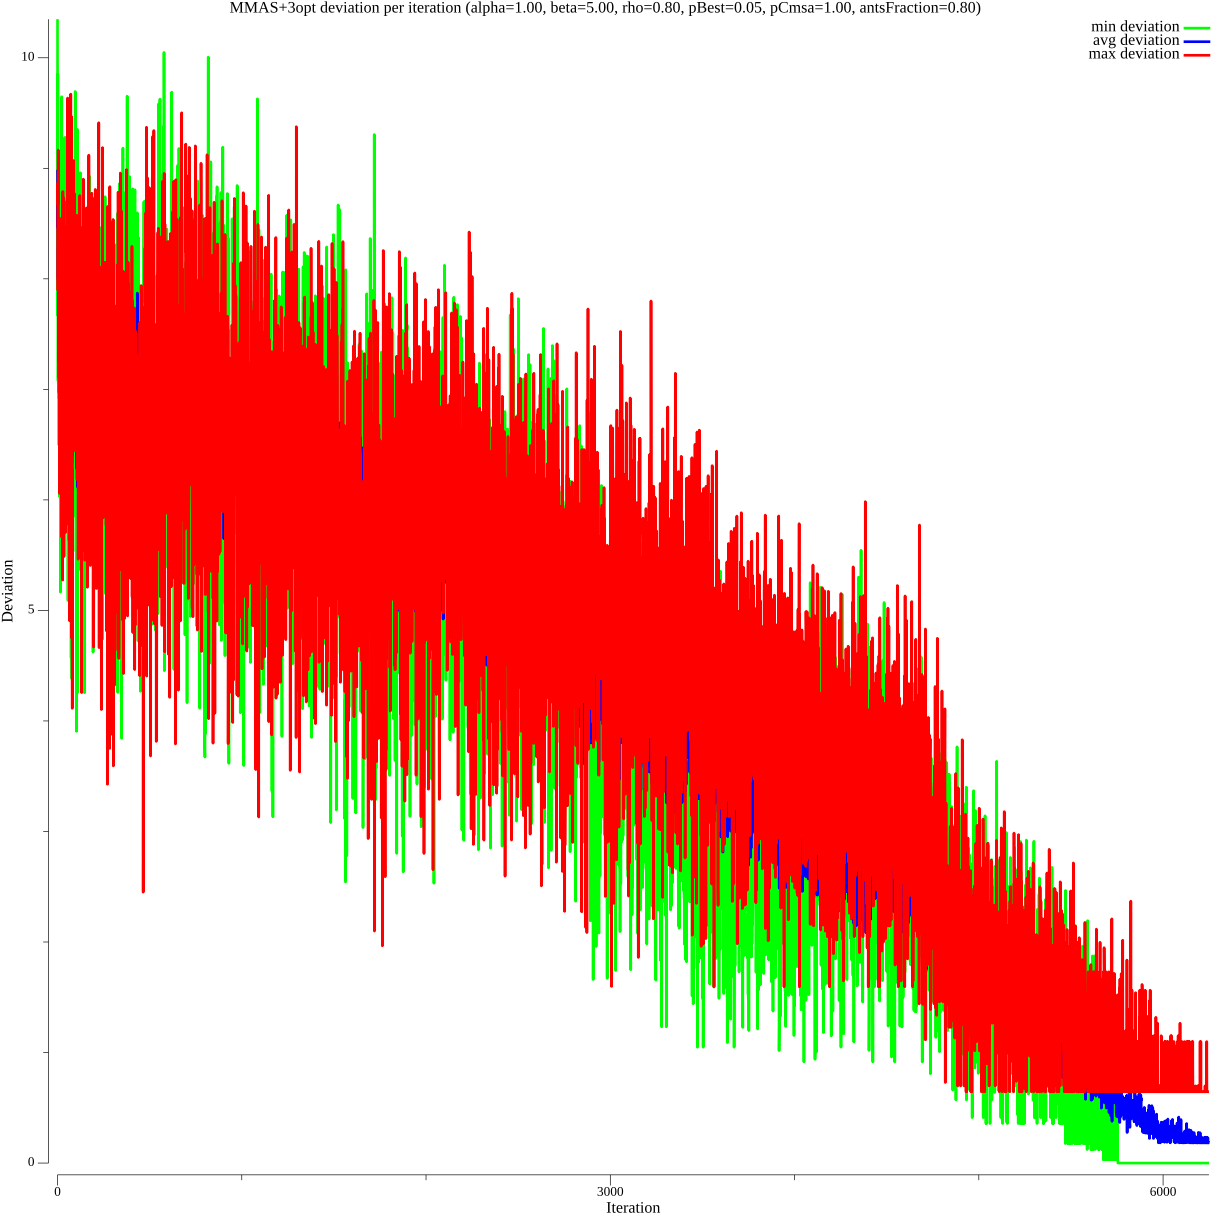 MMAS+3opt deviation per iteration (alpha=1.00, beta=5.00, rho=0.80, pBest=0.05, pCmsa=1.00, antsFraction=0.80)
min deviation
avg deviation
max deviation
10
5
0
Deviation
0
3000
6000
Iteration